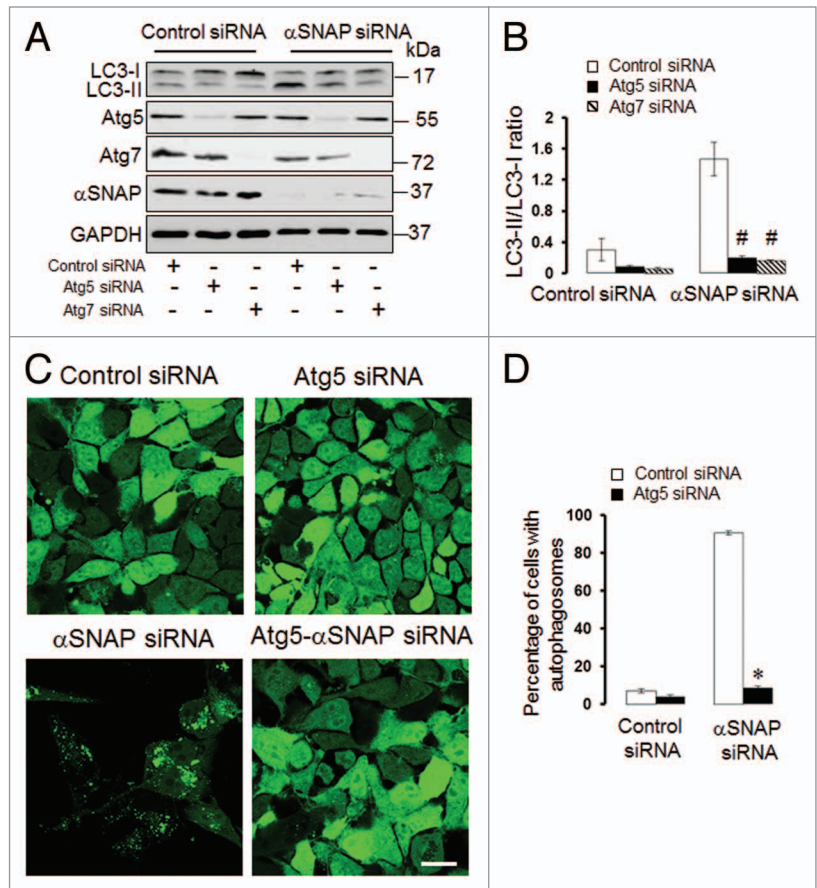 A
Control siRNA αSNAP siRNA
kDa
LC3-I
LC3-II
17
Atg5
55
Atg7
72
αSNAP
37
GAPDH
37
Control siRNA + - - + - -
Atg5 siRNA - + - - + -
Atg7 siRNA - - + - - +
B
Control siRNA
Atg5 siRNA
Atg7 siRNA
LC3-II/LC3-I ratio
2
1.6
1.2
0.8
0.4
0
# #
Control siRNA αSNAP siRNA
C
Control siRNA Atg5 siRNA
αSNAP siRNA Atg5-αSNAP siRNA
D
Control siRNA
Atg5 siRNA
Percentage of cells with
autophagosomes
100
80
60
40
20
0
*
Control
siRNA
αSNAP
siRNA